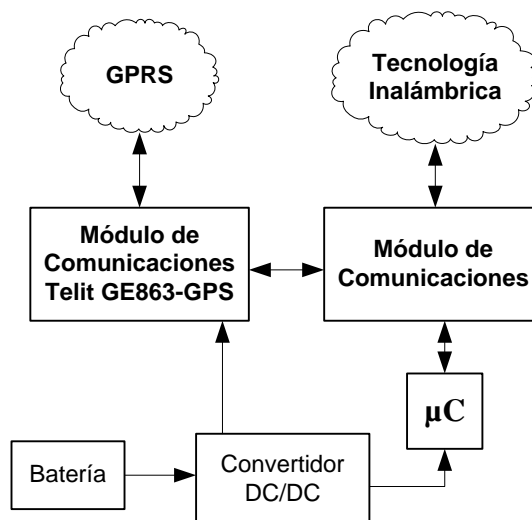 GPRS
Tecnología
Inalámbrica
Módulo de
Comunicaciones
Telit GE863-GPS
Módulo de
Comunicaciones
µC
Batería
Convertidor
DC/DC